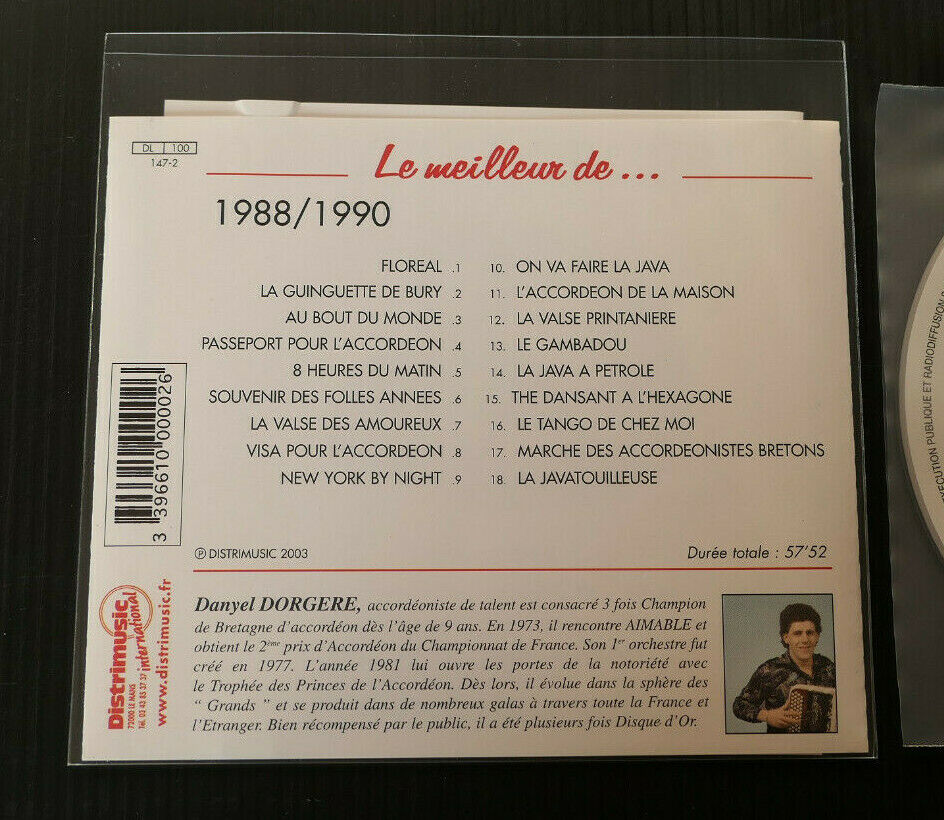 DL 100
147-2
Le meilleur de ...
1988/1990
FLOREAL .1
LA GUINGUETTE DE BURY .2
AU BOUT DU MONDE .3
PASSEPORT POUR L'ACCORDEON .4
8 HEURES DU MATIN .5
SOUVENIR DES FOLLES ANNEES .6
LA VALSE DES AMOUREUX .7
VISA POUR L'ACCORDEON .8
NEW YORK BY NIGHT .9
10. ON VA FAIRE LA JAVA
11. L'ACCORDEON DE LA MAISON
12. LA VALSE PRINTANIERE
13. LE GAMBADOU
14. LA JAVA A PETROLE
15. THE DANSANT A L'HEXAGONE
16. LE TANGO DE CHEZ MOI
17. MARCHE DES ACCORDEONISTES BRETONS
18. LA JAVATOUILLEUSE
3 396610 000026
Ⓟ DISTRIMUSIC 2003
Durée totale : 57'52
Distrimusic
international
72000 LE MANS
Tél. 02 43 85 37 37
www.distrimusic.fr
Danyel DORGERE, accordéoniste de talent est consacré 3 fois Champion
de Bretagne d'accordéon dès l'âge de 9 ans. En 1973, il rencontre AIMABLE et
obtient le 2ème prix d'Accordéon du Championnat de France. Son 1er orchestre fut
créé en 1977. L'année 1981 lui ouvre les portes de la notoriété avec
le Trophée des Princes de l'Accordéon. Dès lors, il évolue dans la sphère des
" Grands " et se produit dans de nombreux galas à travers toute la France et
l'Etranger. Bien récompensé par le public, il a été plusieurs fois Disque d'Or.
PUBLIQUE ET RADIODIFFUSION